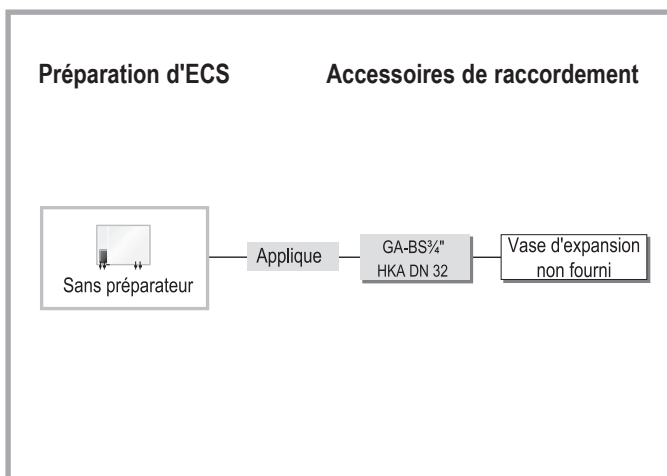 Préparation d'ECS
Accessoires de raccordement
Sans préparateur
Applique
GA-BS¾"
HKA DN 32
Vase d'expansion
non fourni